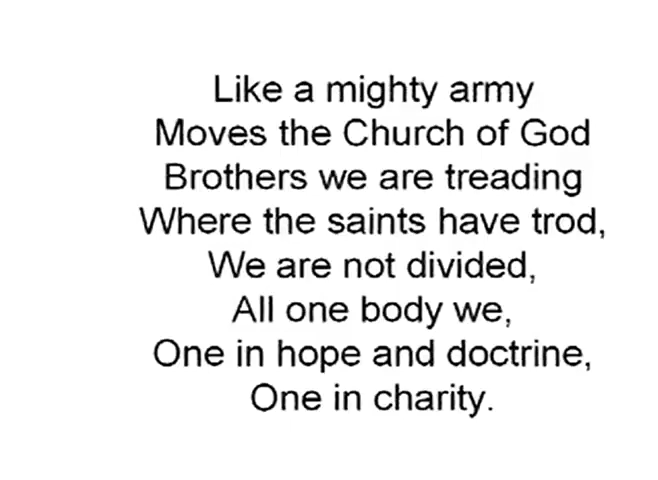 Like a mighty army
Moves the Church of God
Brothers we are treading
Where the saints have trod,
We are not divided,
All one body we,
One in hope and doctrine,
One in charity.